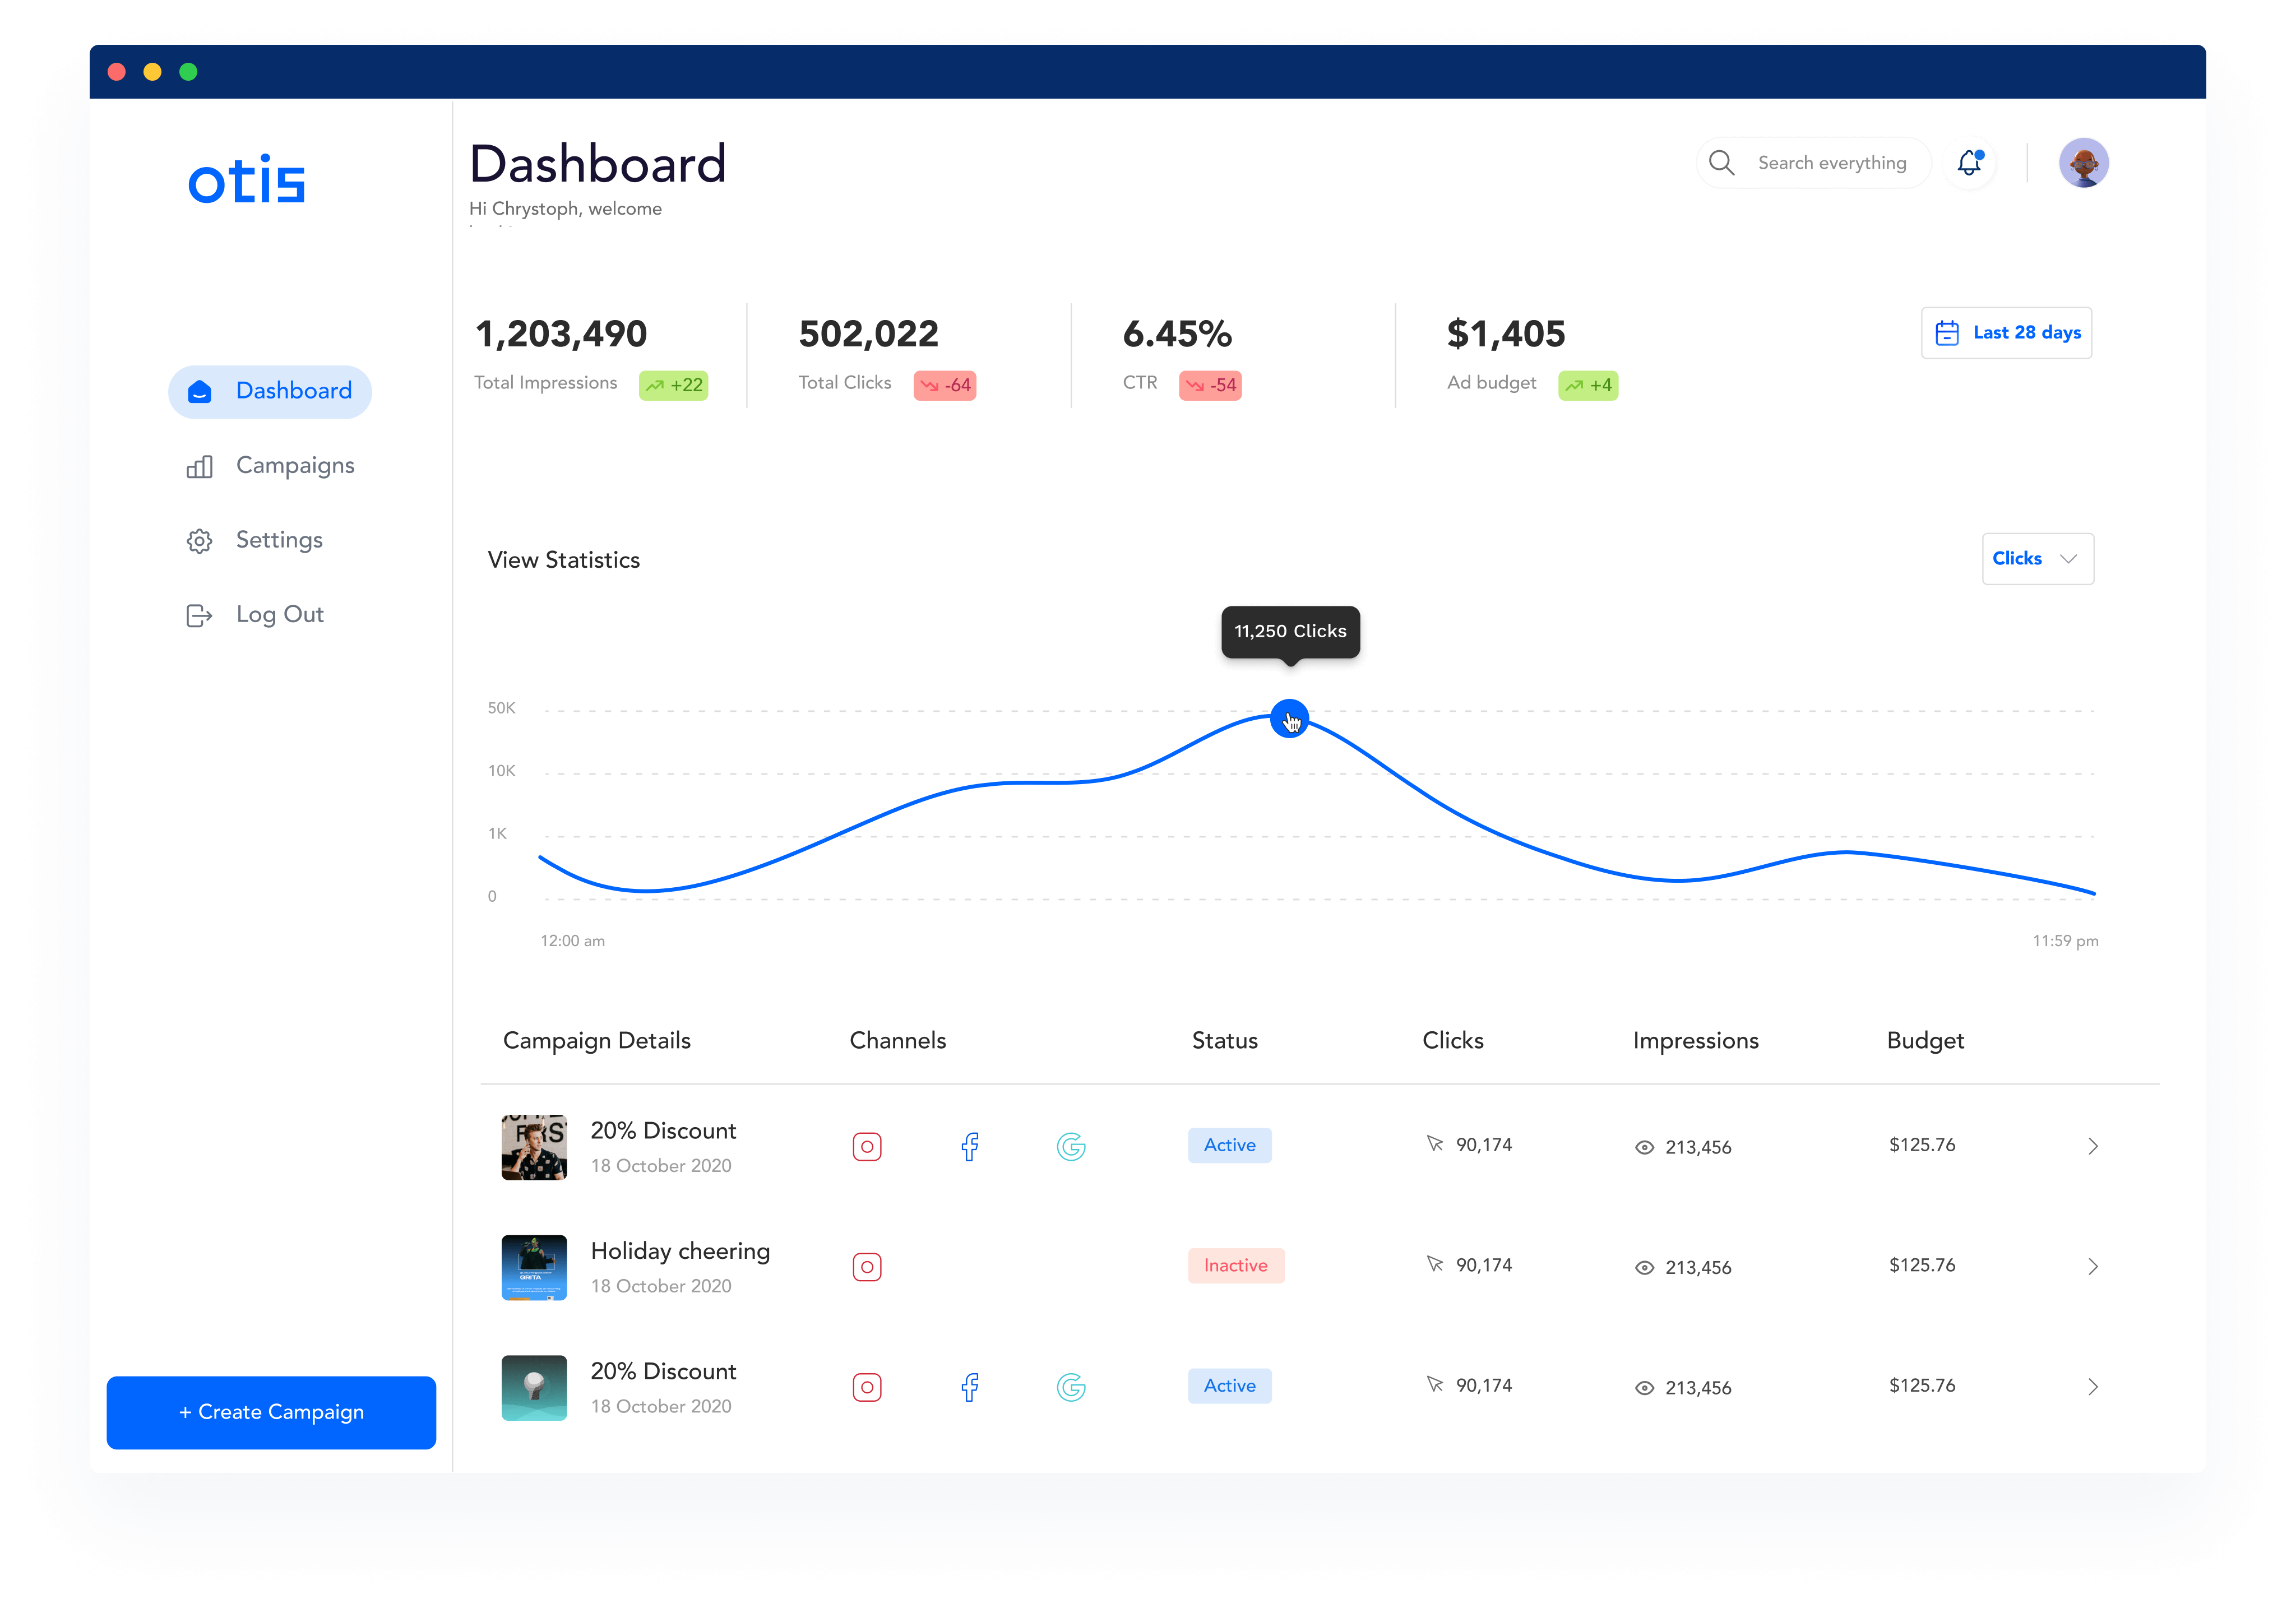 otis
Dashboard
Hi Chrystoph, welcome
Search everything
Dashboard
Campaigns
Settings
Log Out
+ Create Campaign
1,203,490
Total Impressions +22
502,022
Total Clicks -64
6.45%
CTR -54
$1,405
Ad budget +4
Last 28 days
View Statistics
Clicks
11,250 Clicks
50K
10K
1K
0
12:00 am 11:59 pm
Campaign Details Channels Status Clicks Impressions Budget
20% Discount
18 October 2020
Active 90,174 213,456 $125.76
Holiday cheering
18 October 2020
Inactive 90,174 213,456 $125.76
GRITA
20% Discount
18 October 2020
Active 90,174 213,456 $125.76